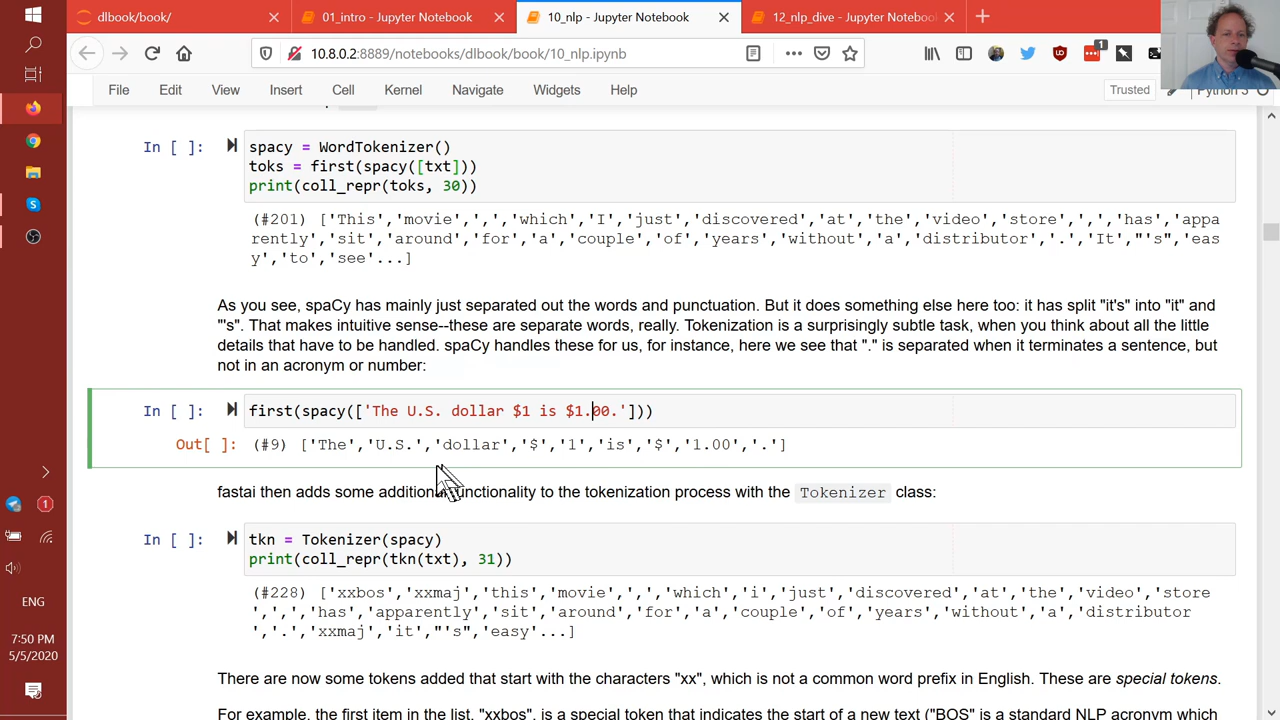 dlbook/book/
01_intro - Jupyter Notebook
10_nlp - Jupyter Notebook
12_nlp_dive - Jupyter Notebook
10.8.0.2:8889/notebooks/dlbook/book/10_nlp.ipynb
1
File Edit View Insert Cell Kernel Navigate Widgets Help
Trusted
Python 3
In [ ]: spacy = WordTokenizer()
toks = first(spacy([txt]))
print(coll_repr(toks, 30))
(#201) ['This','movie',',','which','I','just','discovered','at','the','video','store',',','has','appa
rently','sit','around','for','a','couple','of','years','without','a','distributor','.','It',"'s",'eas
y','to','see'...]
As you see, spaCy has mainly just separated out the words and punctuation. But it does something else here too: it has split "it's" into "it" and
"'s". That makes intuitive sense--these are separate words, really. Tokenization is a surprisingly subtle task, when you think about all the little
details that have to be handled. spaCy handles these for us, for instance, here we see that "." is separated when it terminates a sentence, but
not in an acronym or number:
In [ ]: first(spacy(['The U.S. dollar $1 is $1.00.']))
Out[ ]: (#9) ['The','U.S.','dollar','$','1','is','$','1.00','.']
fastai then adds some additional functionality to the tokenization process with the Tokenizer class:
In [ ]: tkn = Tokenizer(spacy)
print(coll_repr(tkn(txt), 31))
(#228) ['xxbos','xxmaj','this','movie',',','which','i','just','discovered','at','the','video','store
',',','has','apparently','sit','around','for','a','couple','of','years','without','a','distributor
','.','xxmaj','it',"'s",'easy'...]
There are now some tokens added that start with the characters "xx", which is not a common word prefix in English. These are special tokens.
For example, the first item in the list, "xxbos", is a special token that indicates the start of a new text ("BOS" is a standard NLP acronym which
1
ENG
7:50 PM
5/5/2020